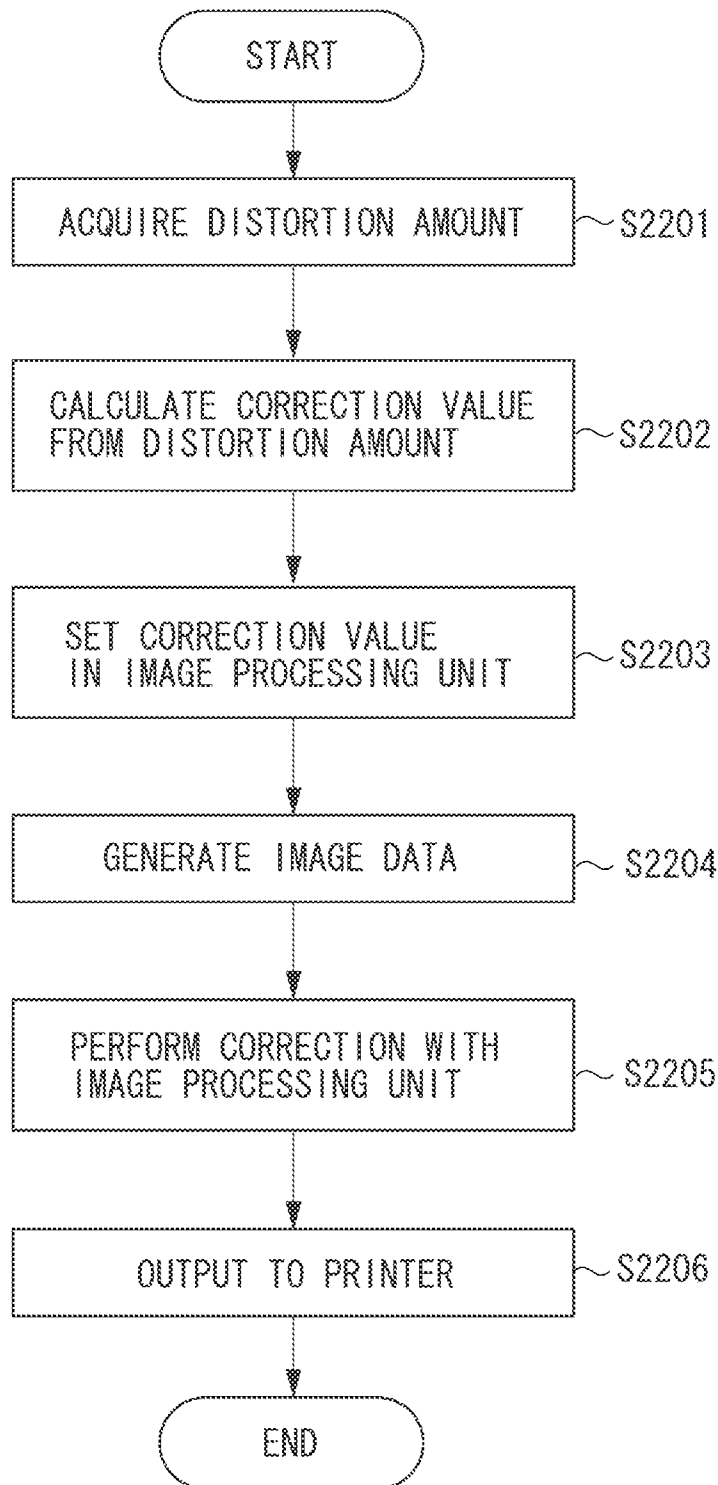 START
ACQUIRE DISTORTION AMOUNT
S2201
CALCULATE CORRECTION VALUE
FROM DISTORTION AMOUNT
S2202
SET CORRECTION VALUE
IN IMAGE PROCESSING UNIT
S2203
GENERATE IMAGE DATA
S2204
PERFORM CORRECTION WITH
IMAGE PROCESSING UNIT
S2205
OUTPUT TO PRINTER
S2206
END